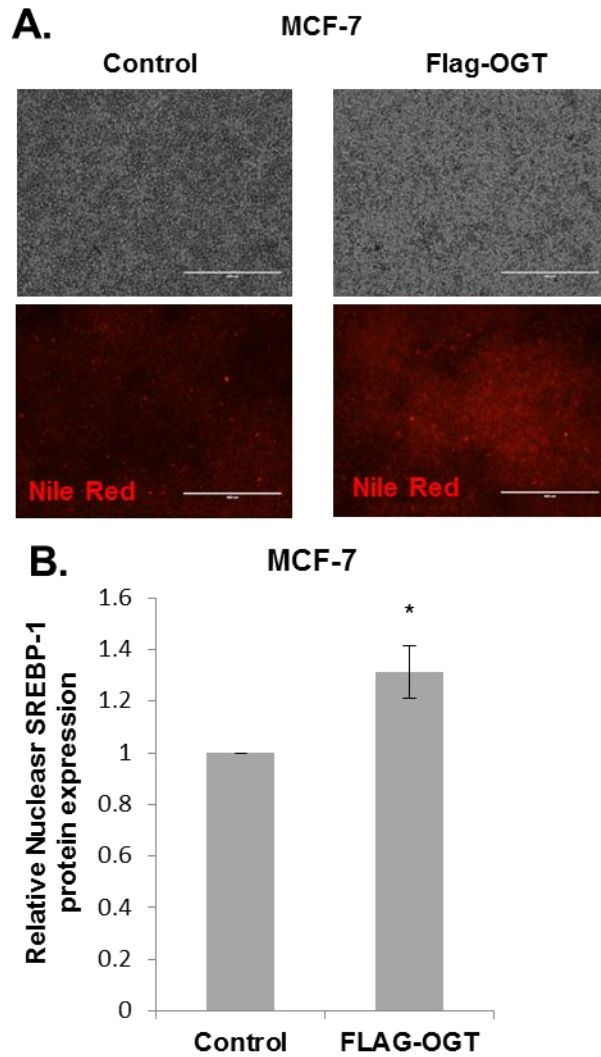 A.
MCF-7
Control
Flag-OGT
Nile Red
Nile Red
B.
MCF-7
Relative Nucleasr SREBP-1
protein expression
1.6
1.4
1.2
1
0.8
0.6
0.4
0.2
0
*
Control
FLAG-OGT